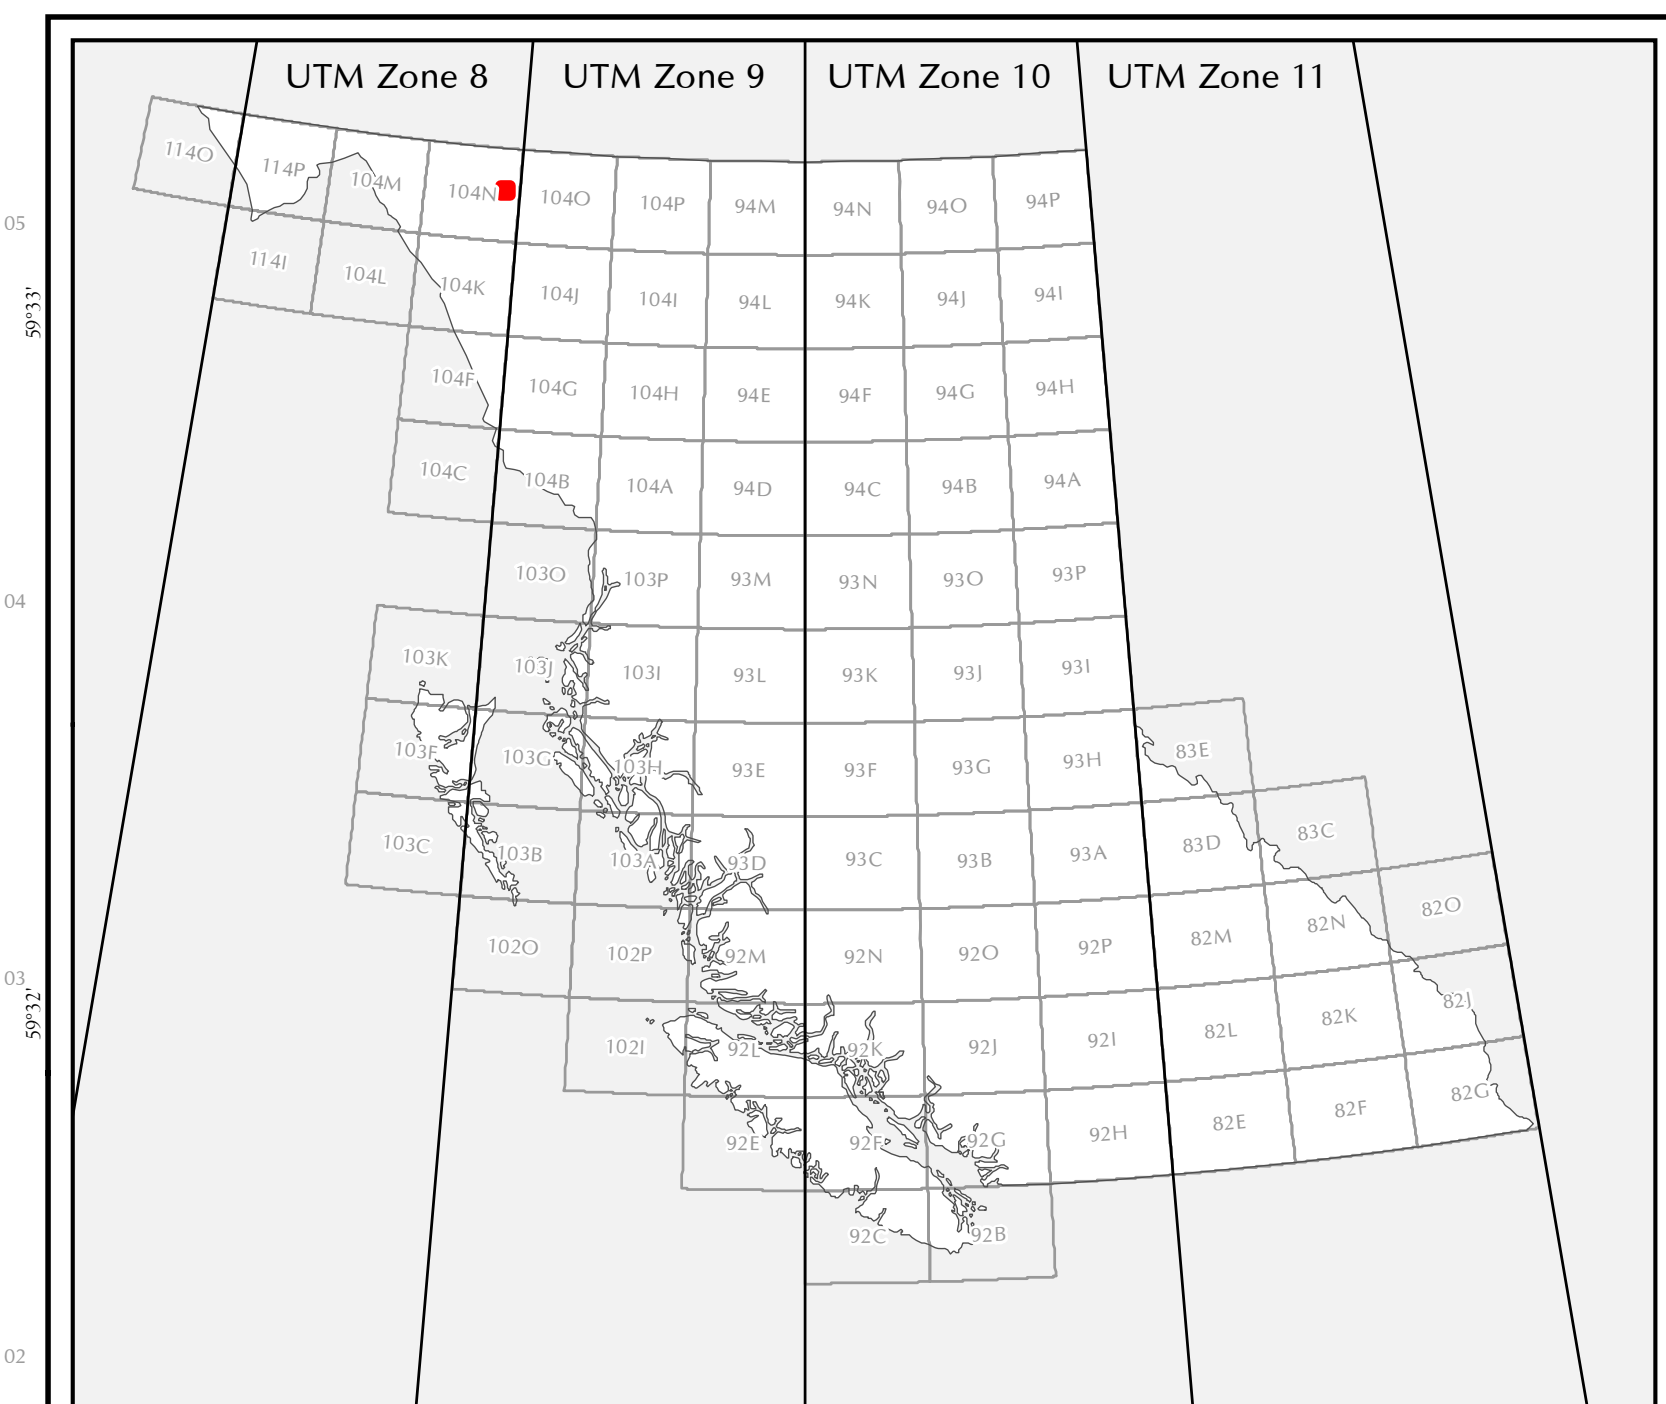 UTM Zone 8 UTM Zone 9 UTM Zone 10 UTM Zone 11
114O 114P 104M 104N 104O 104P 94M 94N 94O 94P
05
114I 104L 104K 104J 104I 94L 94K 94J 94I
59°33'
104F 104G 104H 94E 94F 94G 94H
104C 104B 104A 94D 94C 94B 94A
103O 103P 93M 93N 93O 93P
04
103K 103J 103I 93L 93K 93J 93I
103F 103G 103H 93E 93F 93G 93H 83E
103C 103B 103A 93D 93C 93B 93A 83D 83C
102O 102P 92M 92N 92O 92P 82M 82N 82O
03
59°32'
102I 92L 92K 92J 92I 82L 82K 82J
92E 92F 92G 92H 82E 82F 82G
92C 92B
02